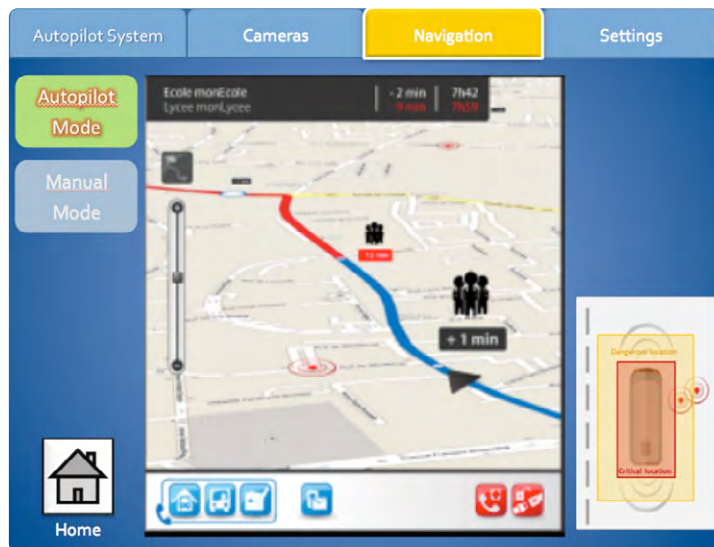 Autopilot System
Cameras
Navigation
Settings
Autopilot
Mode
Manual
Mode
Ecole monEcole
Lycee monLycee
- 2 min
9 min
7h42
7h59
+ 1 min
Dangerous location
Critical location
Home